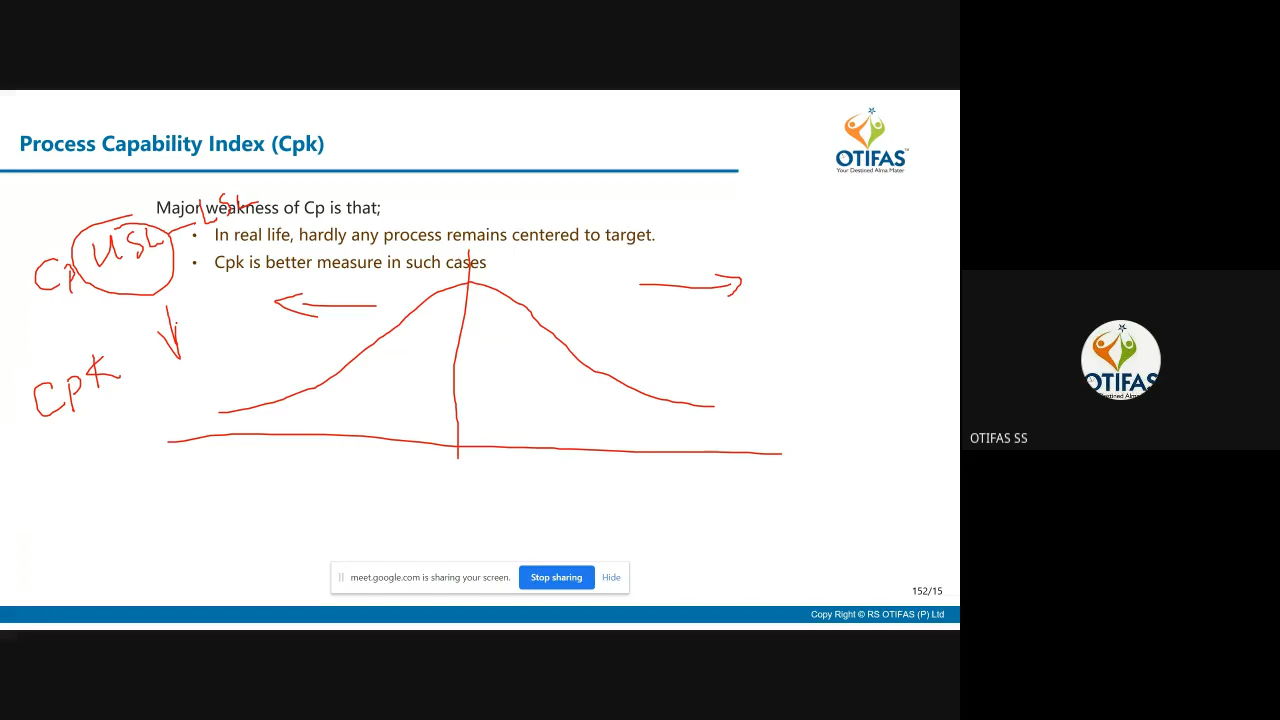 Process Capability Index (Cpk)
OTIFAS™
Your Destined Alma Mater
Major weakness of Cp is that;
LSL
• In real life, hardly any process remains centered to target.
USL
Cp
• Cpk is better measure in such cases
CpK
meet.google.com is sharing your screen. Stop sharing Hide
152/15
Copy Right © RS OTIFAS (P) Ltd
OTIFAS
OTIFAS SS